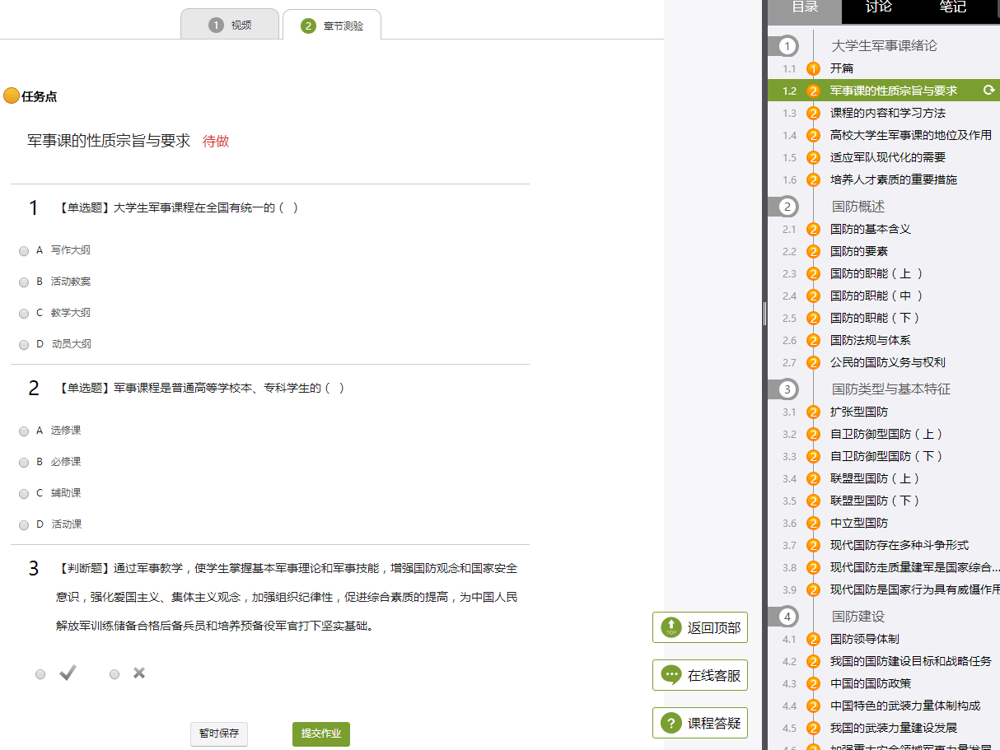 1 视频
2 章节测验
任务点
军事课的性质宗旨与要求 待做
1 【单选题】大学生军事课程在全国有统一的（ ）
A 写作大纲
B 活动教案
C 教学大纲
D 动员大纲
2 【单选题】军事课程是普通高等学校本、专科学生的（ ）
A 选修课
B 必修课
C 辅助课
D 活动课
3 【判断题】通过军事教学，使学生掌握基本军事理论和军事技能，增强国防观念和国家安全
意识，强化爱国主义、集体主义观念，加强组织纪律性，促进综合素质的提高，为中国人民
解放军训练储备合格后备兵员和培养预备役军官打下坚实基础。
暂时保存
提交作业
TOP 返回顶部
在线客服
? 课程答疑
目录 讨论 笔记
1 大学生军事课绪论
1.1 1 开篇
1.2 2 军事课的性质宗旨与要求
1.3 2 课程的内容和学习方法
1.4 2 高校大学生军事课的地位及作用
1.5 2 适应军队现代化的需要
1.6 2 培养人才素质的重要措施
2 国防概述
2.1 2 国防的基本含义
2.2 2 国防的要素
2.3 2 国防的职能（上 ）
2.4 2 国防的职能（中 ）
2.5 2 国防的职能（下）
2.6 2 国防法规与体系
2.7 2 公民的国防义务与权利
3 国防类型与基本特征
3.1 2 扩张型国防
3.2 2 自卫防御型国防（上）
3.3 2 自卫防御型国防（下）
3.4 2 联盟型国防（上）
3.5 2 联盟型国防（下）
3.6 2 中立型国防
3.7 2 现代国防存在多种斗争形式
3.8 2 现代国防走质量建军是国家综合...
3.9 2 现代国防是国家行为具有威慑作用
4 国防建设
4.1 2 国防领导体制
4.2 2 我国的国防建设目标和战略任务
4.3 2 中国的国防政策
4.4 2 中国特色的武装力量体制构成
4.5 2 我国的武装力量建设发展
4.6 2 加强重大安全领域军事力量发展